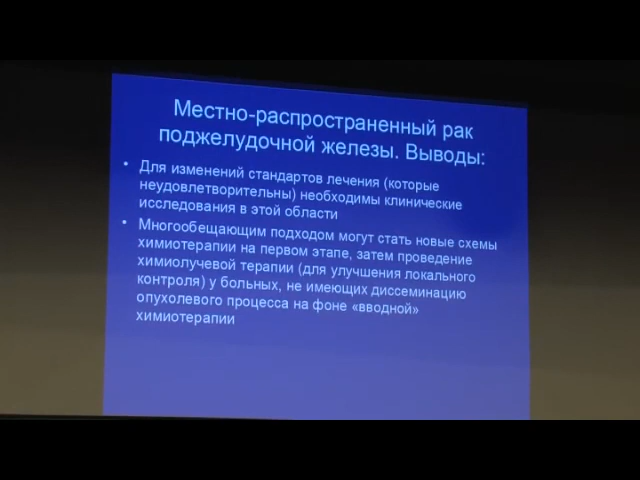 Местно-распространенный рак
поджелудочной железы. Выводы:
• Для изменений стандартов лечения (которые
неудовлетворительны) необходимы клинические
исследования в этой области
• Многообещающим подходом могут стать новые схемы
химиотерапии на первом этапе, затем проведение
химиолучевой терапии (для улучшения локального
контроля) у больных, не имеющих диссеминацию
опухолевого процесса на фоне «вводной»
химиотерапии